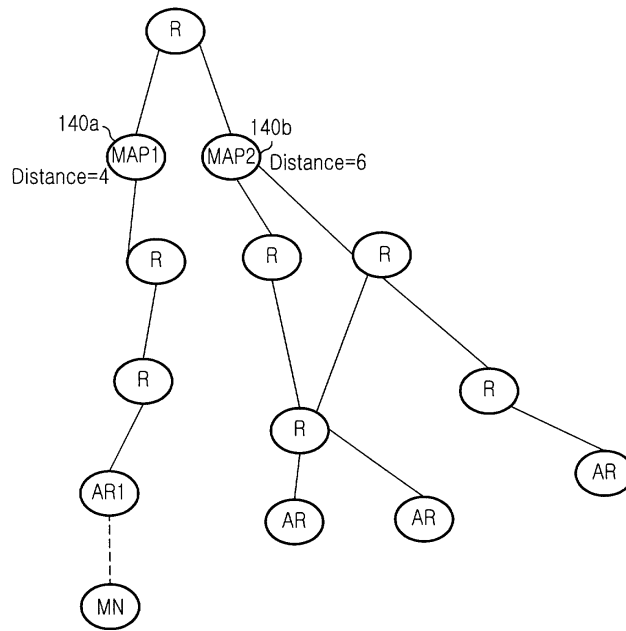 R
140a
140b
MAP1
MAP2
Distance=4
Distance=6
R
R
R
R
R
R
AR1
AR
AR
AR
MN